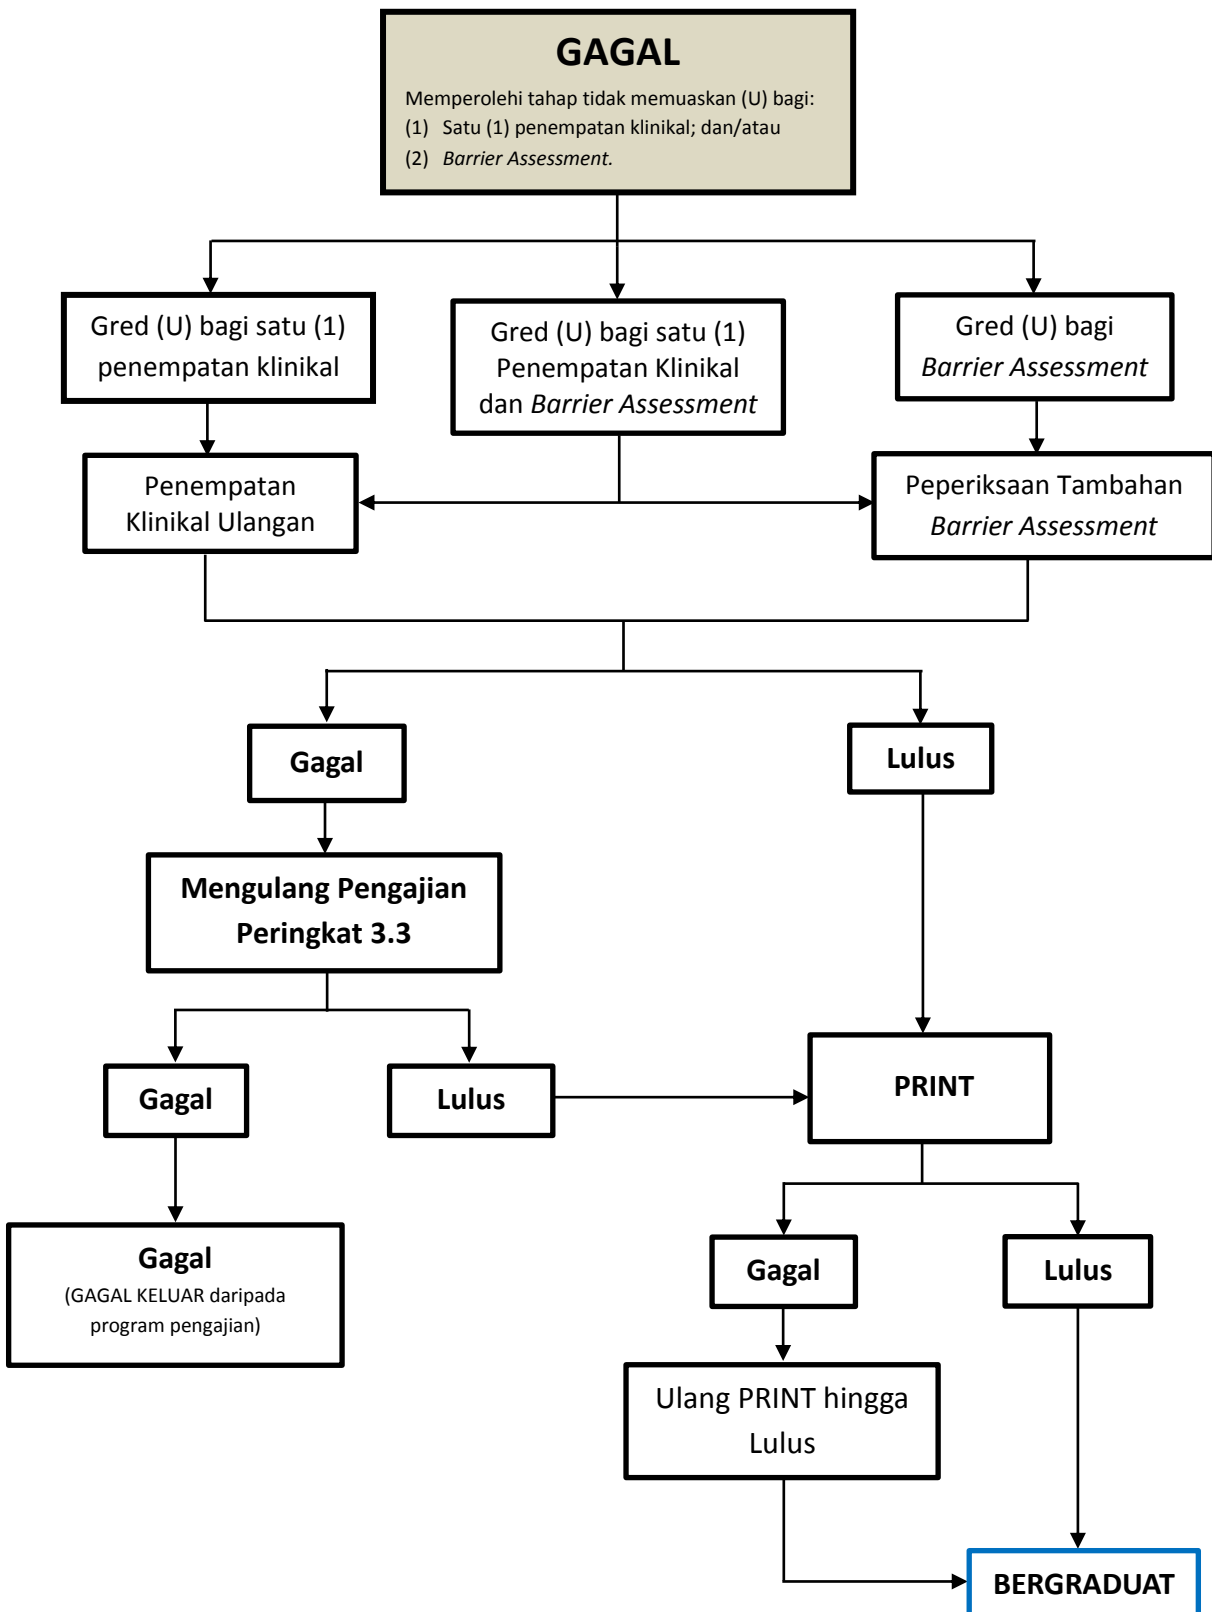 GAGAL
Memperolehi tahap tidak memuaskan (U) bagi:
(1) Satu (1) penempatan klinikal; dan/atau
(2) Barrier Assessment.
Gred (U) bagi satu (1)
penempatan klinikal
Gred (U) bagi satu (1)
Penempatan Klinikal
dan Barrier Assessment
Gred (U) bagi
Barrier Assessment
Penempatan
Klinikal Ulangan
Peperiksaan Tambahan
Barrier Assessment
Gagal
Lulus
Mengulang Pengajian
Peringkat 3.3
Gagal
Lulus
PRINT
Gagal
(GAGAL KELUAR daripada
program pengajian)
Gagal
Lulus
Ulang PRINT hingga
Lulus
BERGRADUAT